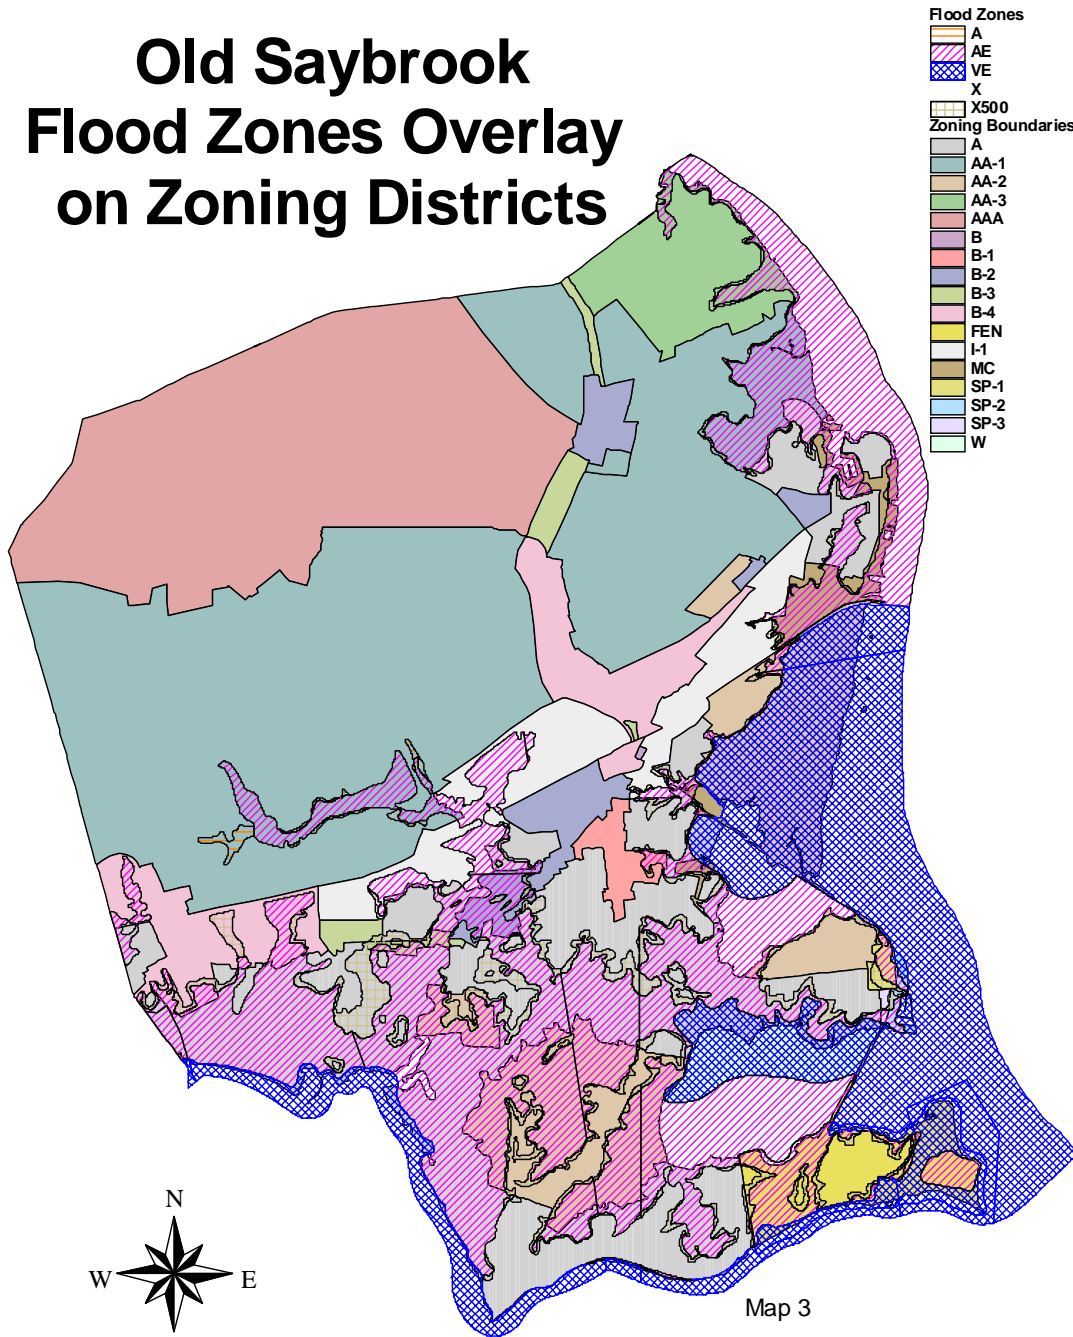 Old Saybrook
Flood Zones Overlay
on Zoning Districts
Flood Zones
A
AE
VE
X
X500
Zoning Boundaries
A
AA-1
AA-2
AA-3
AAA
B
B-1
B-2
B-3
B-4
FEN
I-1
MC
SP-1
SP-2
SP-3
W
N
W
E
S
Map 3